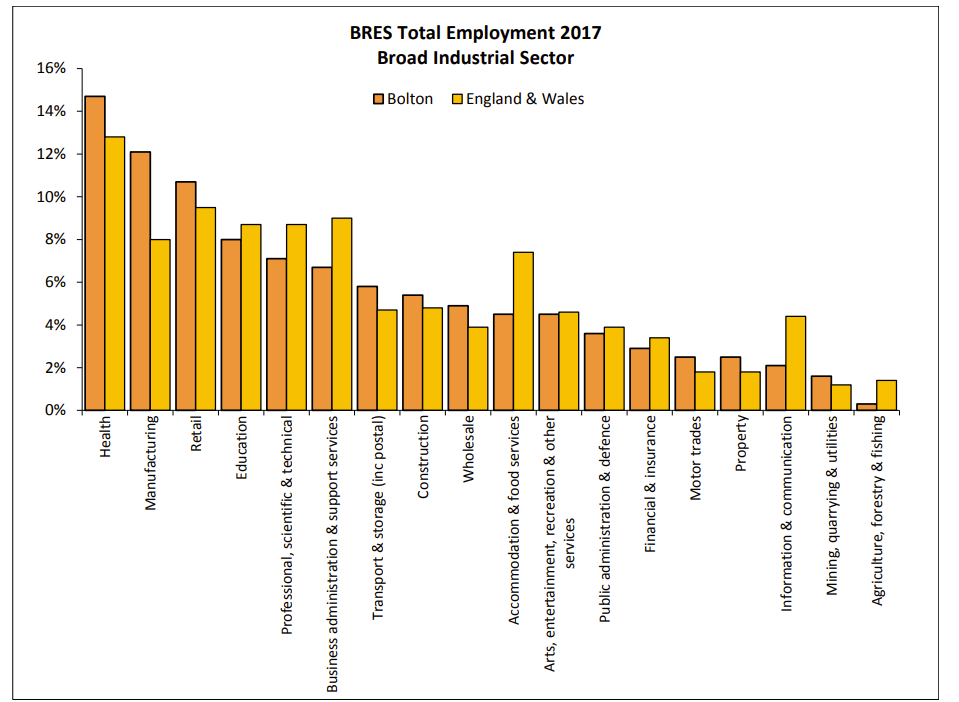 BRES Total Employment 2017
Broad Industrial Sector
Bolton
England & Wales
16%
14%
12%
10%
8%
6%
4%
2%
0%
Health
Manufacturing
Retail
Education
Professional, scientific & technical
Business administration & support services
Transport & storage (inc postal)
Construction
Wholesale
Accommodation & food services
Arts, entertainment, recreation & other
services
Public administration & defence
Financial & insurance
Motor trades
Property
Information & communication
Mining, quarrying & utilities
Agriculture, forestry & fishing